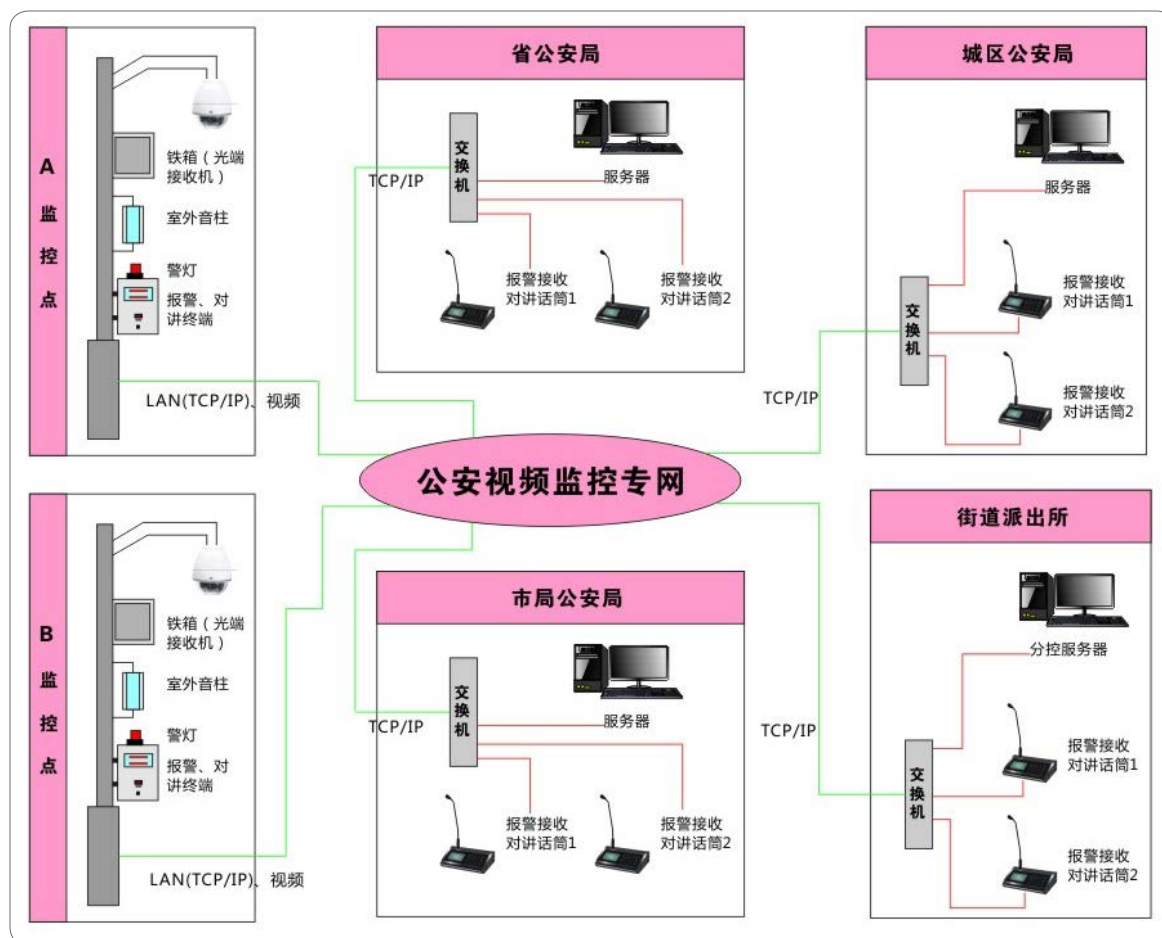 A
监
控
点
铁箱（光端
接收机）
室外音柱
警灯
报警、对
讲终端
LAN(TCP/IP)、视频
省公安局
交
换
机
TCP/IP
服务器
报警接收
对讲话筒1
报警接收
对讲话筒2
城区公安局
服务器
交
换
机
报警接收
对讲话筒1
报警接收
对讲话筒2
TCP/IP
公安视频监控专网
B
监
控
点
铁箱（光端
接收机）
室外音柱
警灯
报警、对
讲终端
LAN(TCP/IP)、视频
市局公安局
交
换
机
TCP/IP
服务器
报警接收
对讲话筒1
报警接收
对讲话筒2
街道派出所
分控服务器
TCP/IP
交
换
机
报警接收
对讲话筒1
报警接收
对讲话筒2